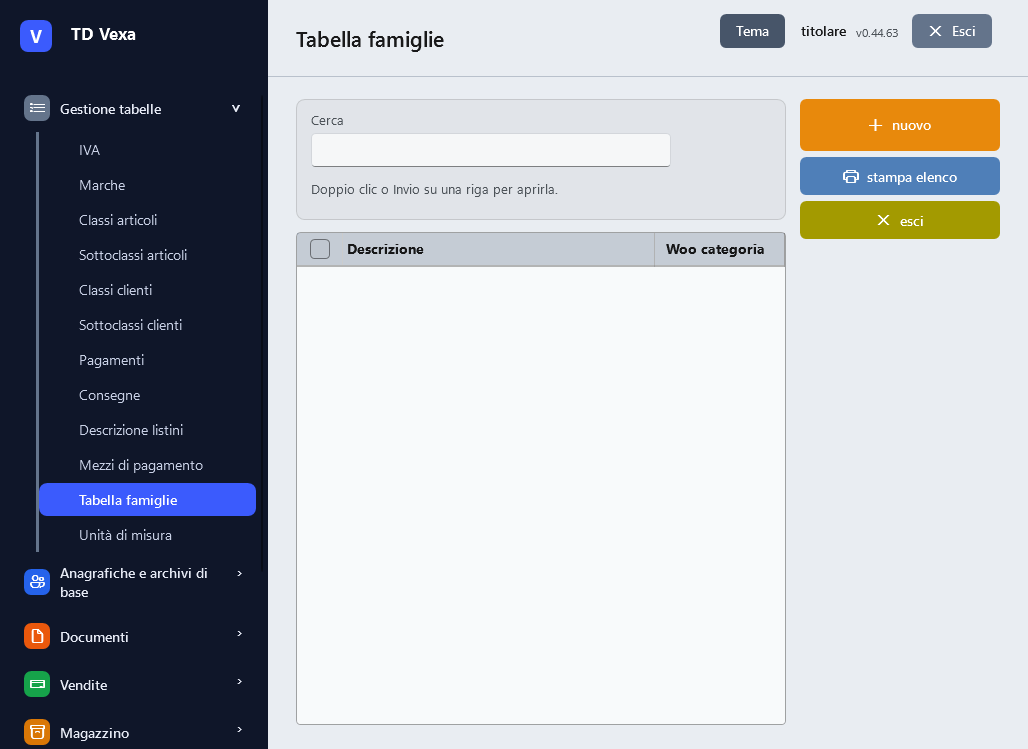 V TD Vexa
Gestione tabelle
IVA
Marche
Classi articoli
Sottoclassi articoli
Classi clienti
Sottoclassi clienti
Pagamenti
Consegne
Descrizione listini
Mezzi di pagamento
Tabella famiglie
Unità di misura
Anagrafiche e archivi di
base
Documenti
Vendite
Magazzino
Tabella famiglie
Tema titolare v0.44.63 Esci
Cerca
Doppio clic o Invio su una riga per aprirla.
Descrizione Woo categoria
nuovo
stampa elenco
esci